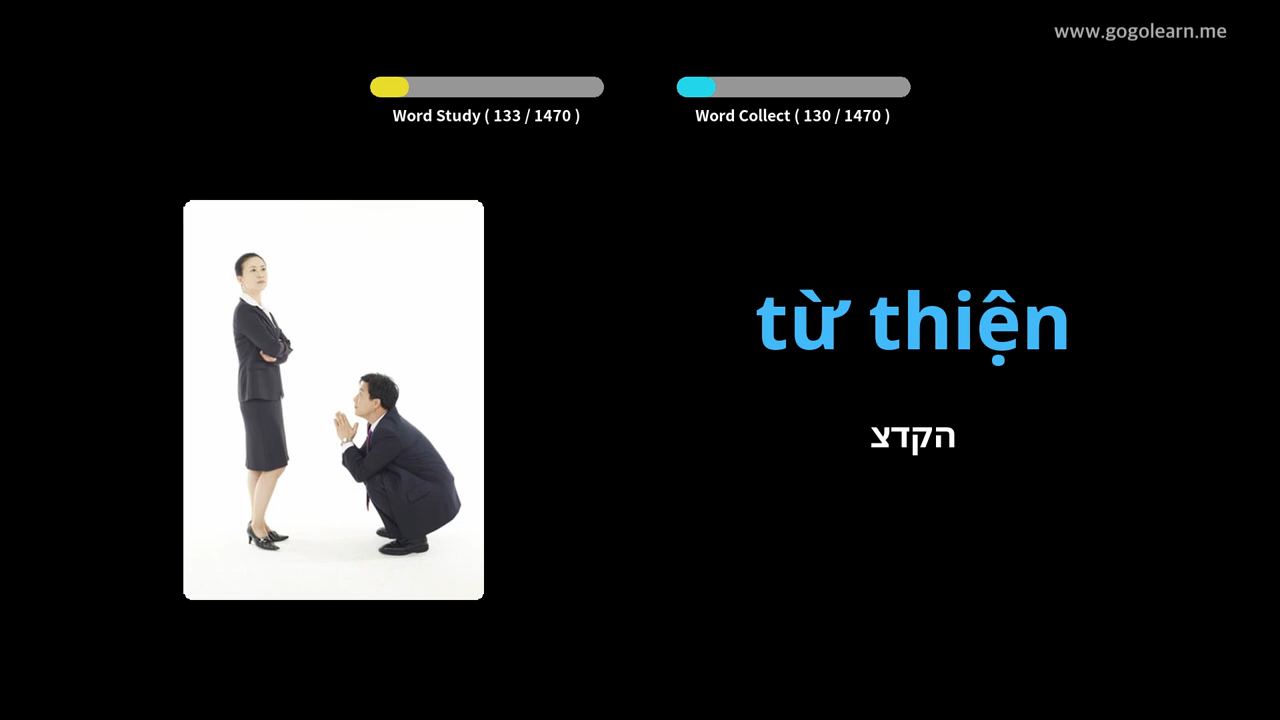 www.gogolearn.me
Word Study ( 133 / 1470 )
Word Collect ( 130 / 1470 )
từ thiện
הקדצ